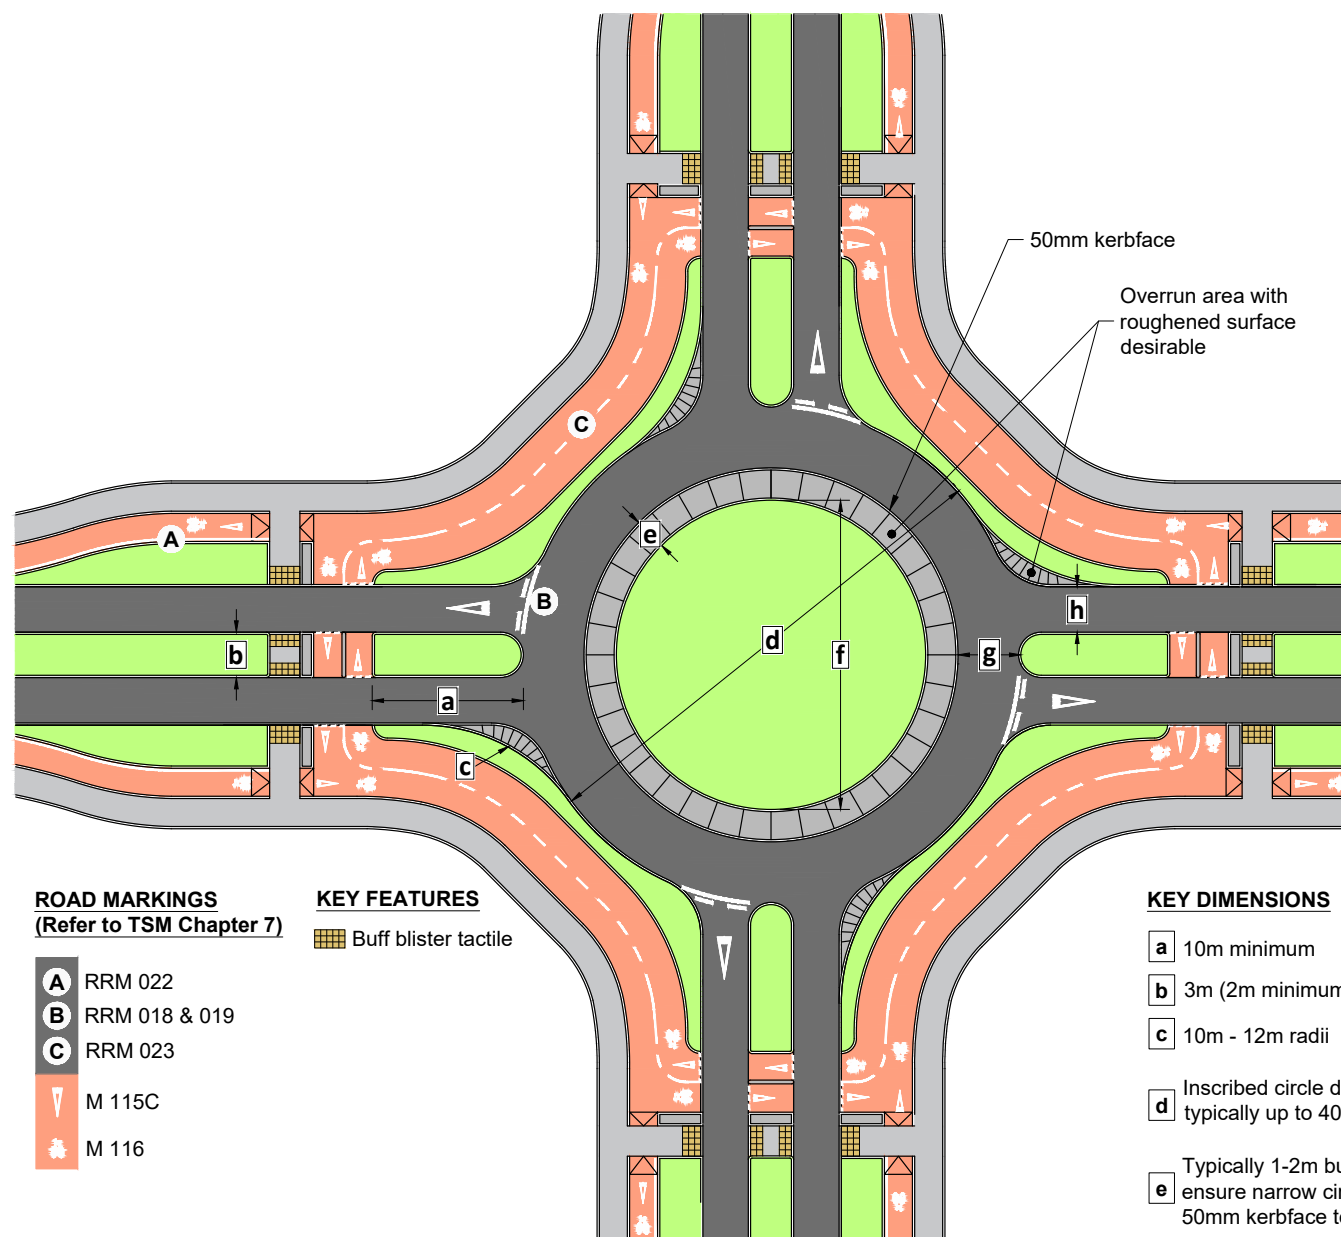 50mm kerbface
Overrun area with
roughened surface
desirable
C
A
e
B
h
d
f
g
b
a
c
ROAD MARKINGS
(Refer to TSM Chapter 7)
A RRM 022
B RRM 018 & 019
C RRM 023
M 115C
M 116
KEY FEATURES
Buff blister tactile
KEY DIMENSIONS
a 10m minimum
b 3m (2m minimum
c 10m - 12m radii
d Inscribed circle d
typically up to 40
e Typically 1-2m bu
ensure narrow cir
50mm kerbface to